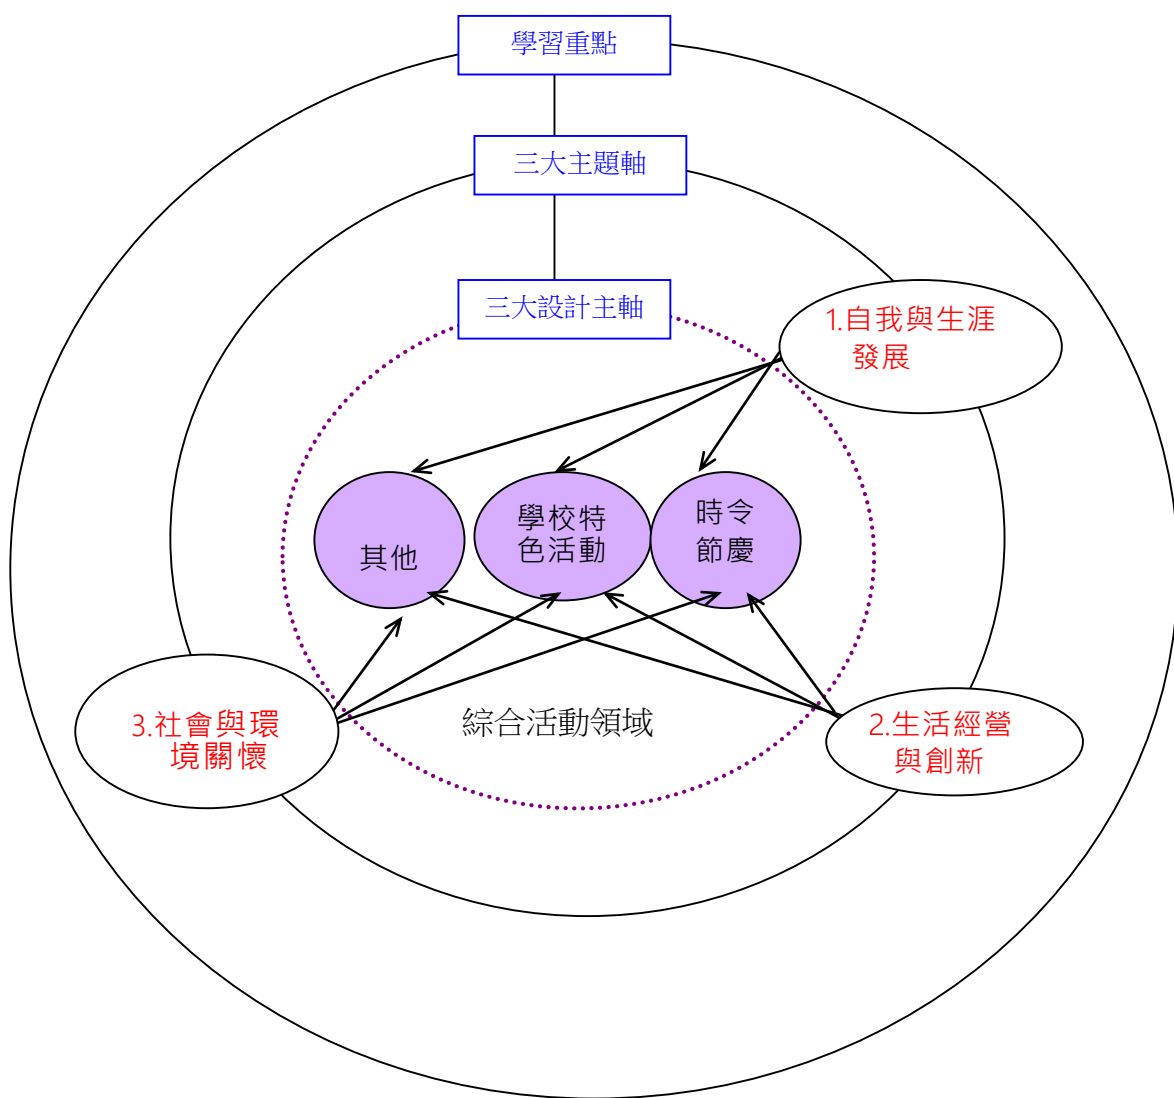 學習重點
三大主題軸
三大設計主軸
1.自我與生涯
發展
其他
學校特
色活動
時令
節慶
3.社會與環
境關懷
綜合活動領域
2.生活經營
與創新